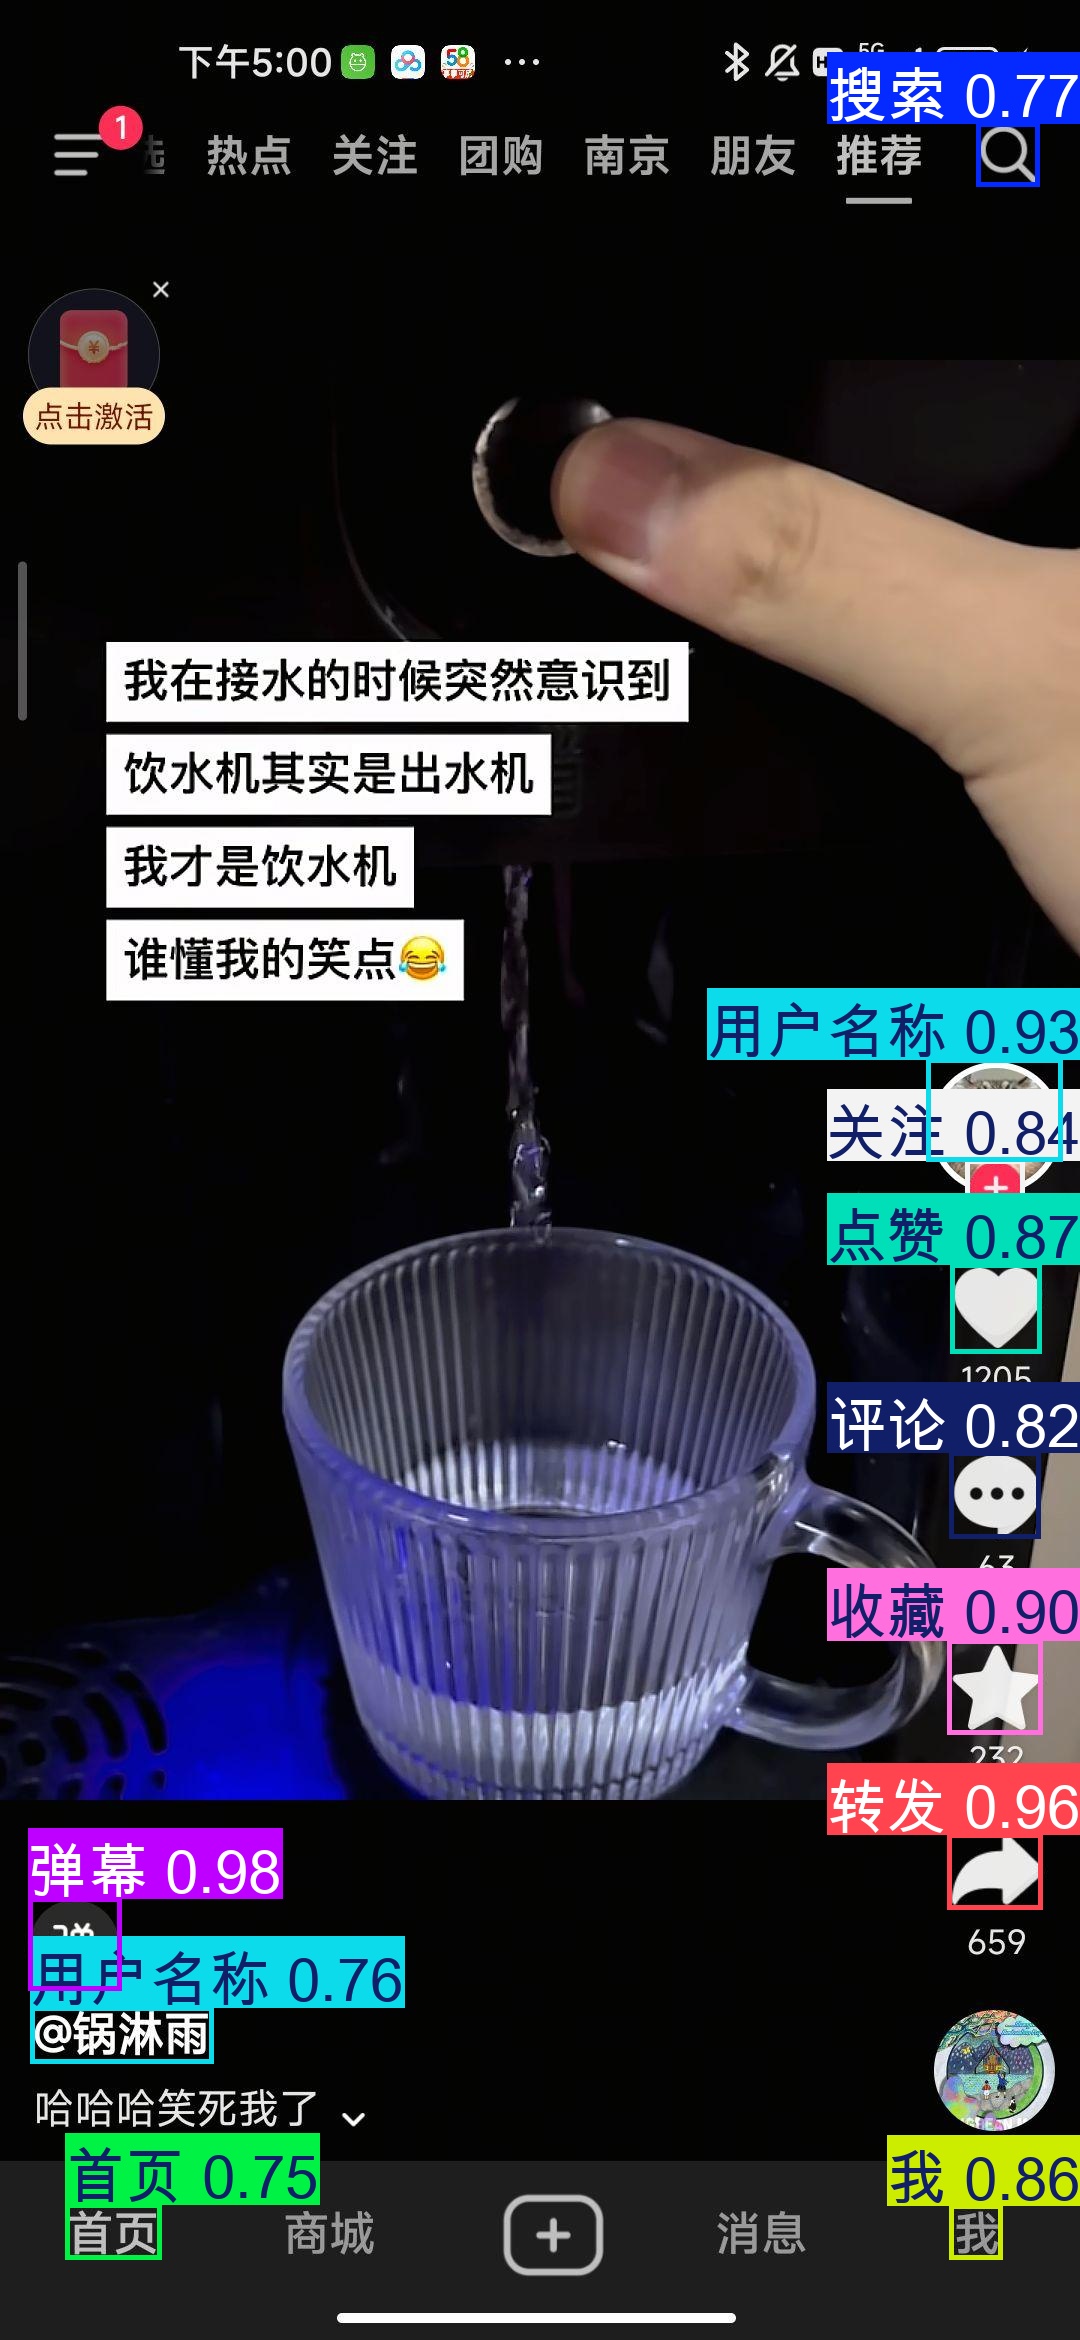 下午5:00 ...
搜索 0.77
1
热点 关注 团购 南京 朋友 推荐
点击激活
我在接水的时候突然意识到
饮水机其实是出水机
我才是饮水机
谁懂我的笑点😂
用户名称 0.93
关注 0.84
点赞 0.87
1205
评论 0.82
63
收藏 0.90
232
转发 0.96
659
弹幕 0.98
用户名称 0.76
@锅淋雨
哈哈哈笑死我了
首页 0.75
我 0.86
首页 商城 消息 我